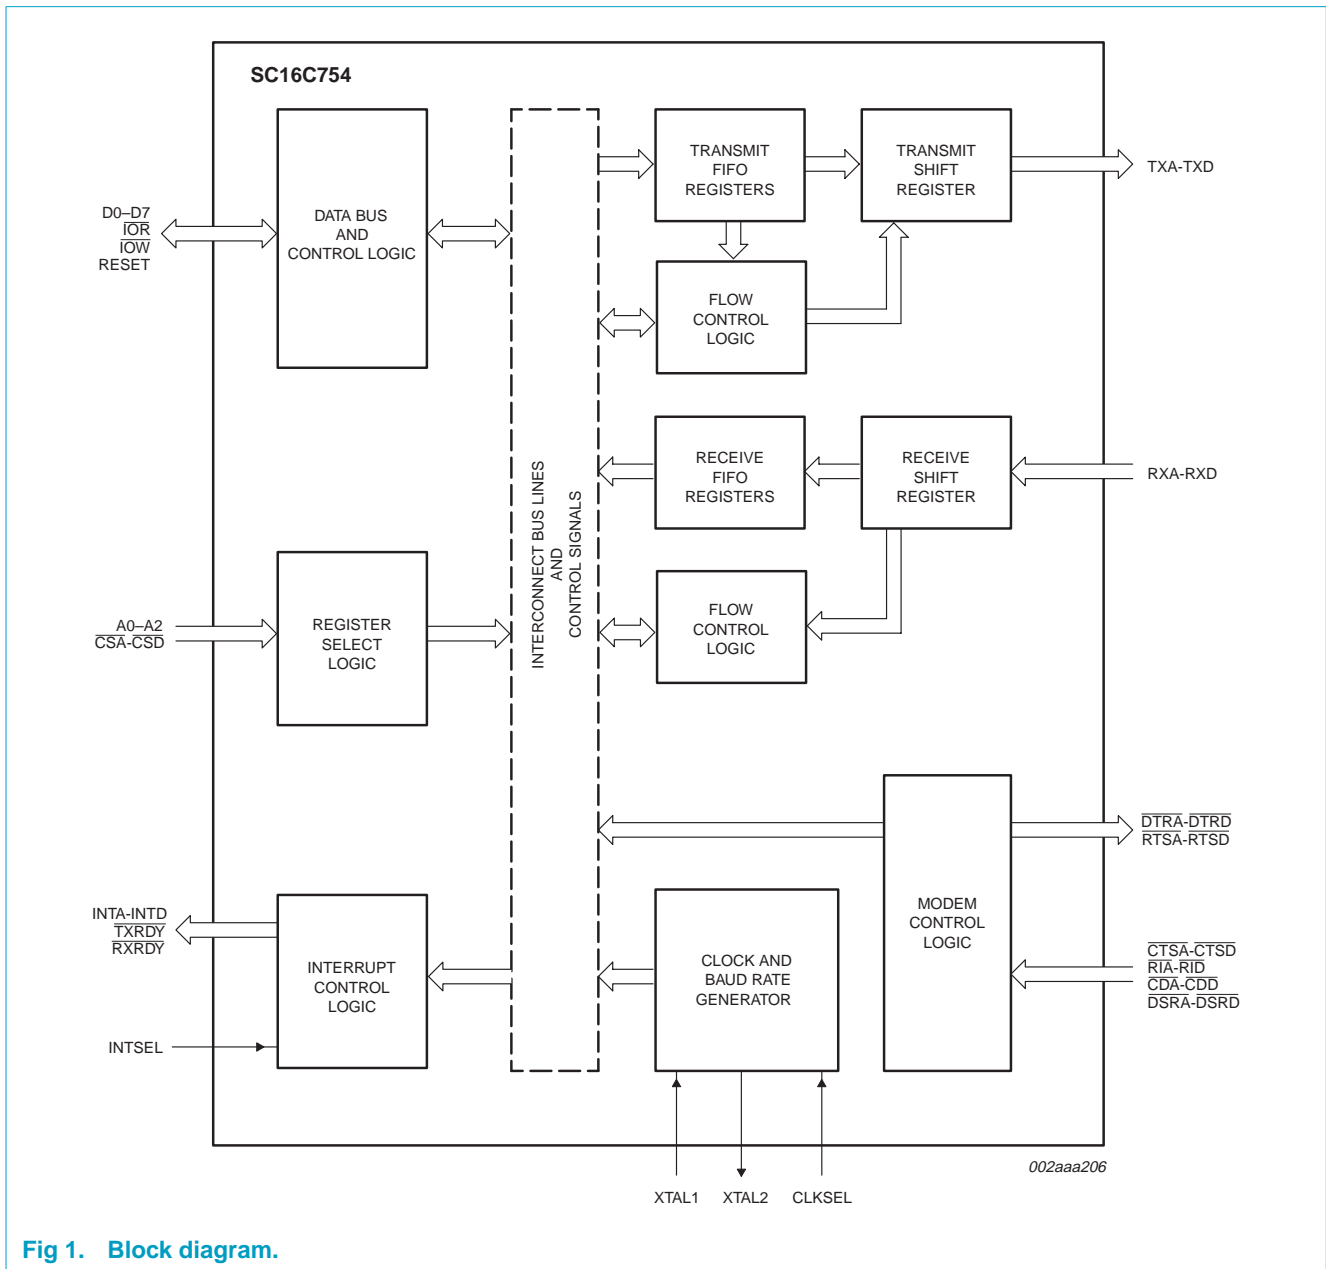 SC16C754
D0–D7
IOR
IOW
RESET
DATA BUS
AND
CONTROL LOGIC
TRANSMIT
FIFO
REGISTERS
TRANSMIT
SHIFT
REGISTER
TXA-TXD
FLOW
CONTROL
LOGIC
INTERCONNECT BUS LINES
AND
CONTROL SIGNALS
RECEIVE
FIFO
REGISTERS
RECEIVE
SHIFT
REGISTER
RXA-RXD
A0–A2
CSA-CSD
REGISTER
SELECT
LOGIC
FLOW
CONTROL
LOGIC
DTRA-DTRD
RTSA-RTSD
MODEM
CONTROL
LOGIC
CTSA-CTSD
RIA-RID
CDA-CDD
DSRA-DSRD
INTA-INTD
TXRDY
RXRDY
INTERRUPT
CONTROL
LOGIC
INTSEL
CLOCK AND
BAUD RATE
GENERATOR
XTAL1
XTAL2
CLKSEL
002aaa206
Fig 1. Block diagram.